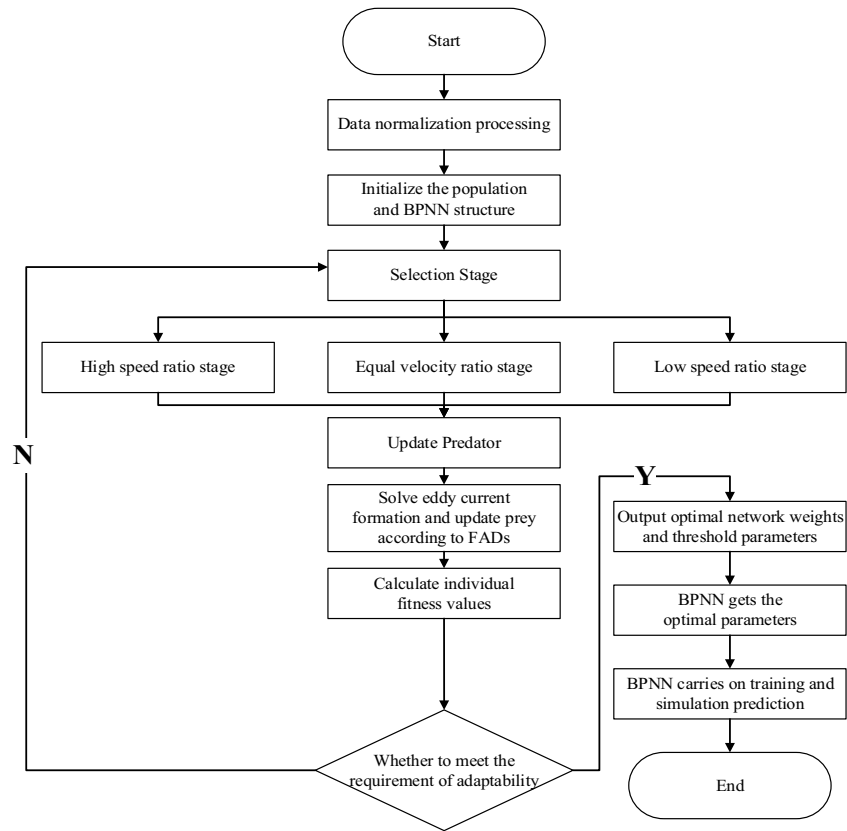 Start
Data normalization processing
Initialize the population
and BPNN structure
Selection Stage
High speed ratio stage
Equal velocity ratio stage
Low speed ratio stage
Update Predator
N
Y
Solve eddy current
formation and update prey
according to FADs
Calculate individual
fitness values
Whether to meet the
requirement of adaptability
Output optimal network weights
and threshold parameters
BPNN gets the
optimal parameters
BPNN carries on training and
simulation prediction
End